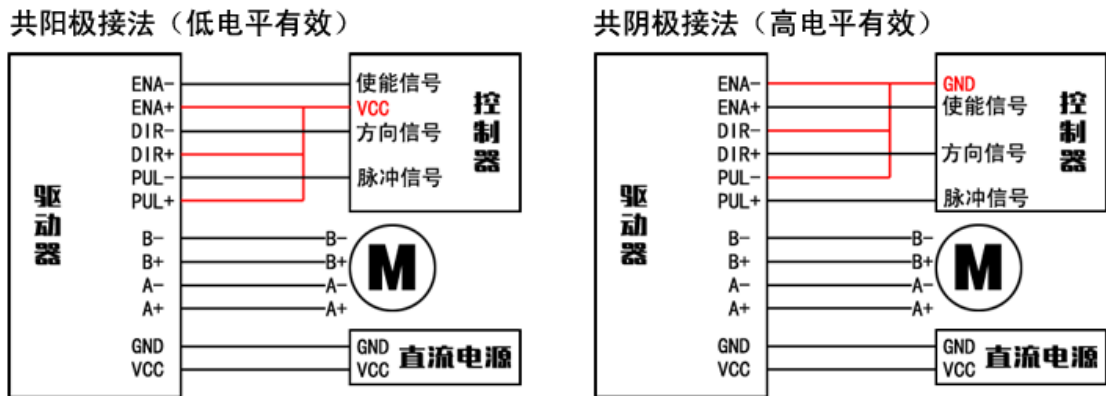 共阳极接法（低电平有效）
ENA-
ENA+
DIR-
DIR+
PUL-
PUL+
B-
B+
A-
A+
GND
VCC
驱动器
使能信号
VCC
方向信号
脉冲信号
控制器
B-
B+
A-
A+
M
GND
VCC
直流电源
共阴极接法（高电平有效）
ENA-
ENA+
DIR-
DIR+
PUL-
PUL+
B-
B+
A-
A+
GND
VCC
驱动器
GND
使能信号
方向信号
脉冲信号
控制器
B-
B+
A-
A+
M
GND
VCC
直流电源